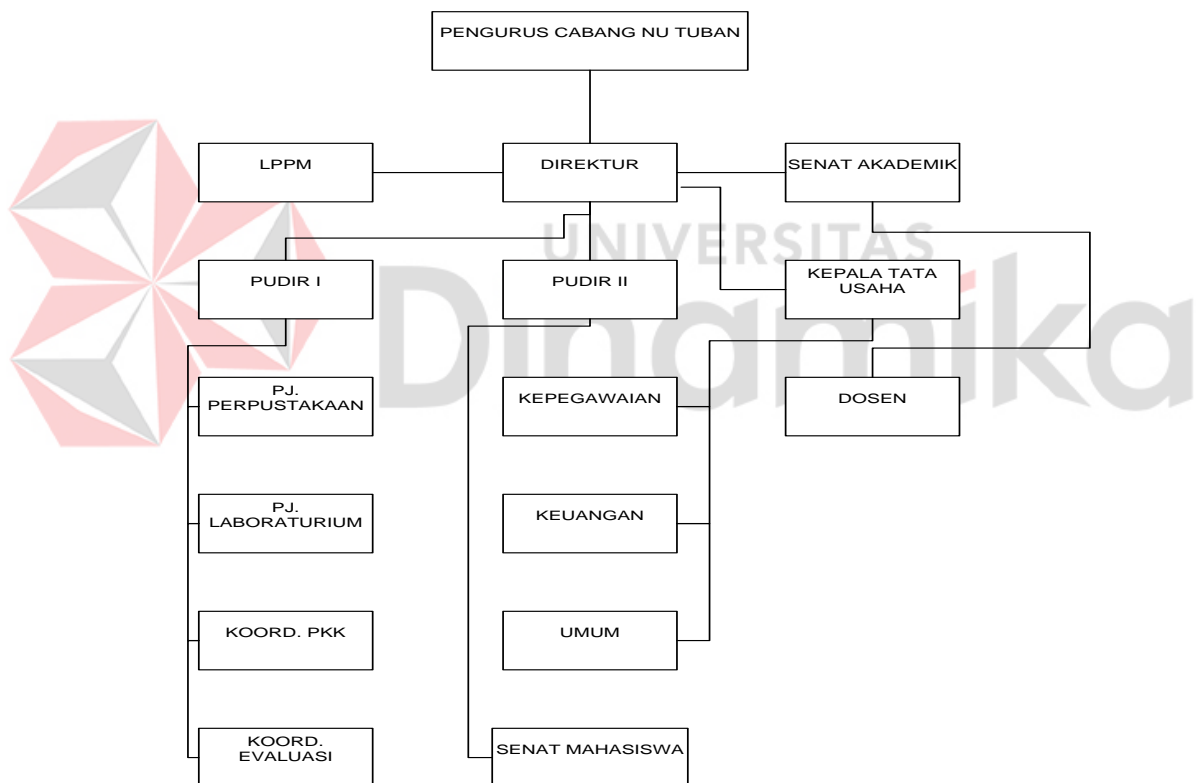 PENGURUS CABANG NU TUBAN
LPPM
DIREKTUR
SENAT AKADEMIK
UNIVERSITAS
Dinamika
PUDIR I
PUDIR II
KEPALA TATA
USAHA
PJ.
PERPUSTAKAAN
KEPEGAWAIAN
DOSEN
PJ.
LABORATURIUM
KEUANGAN
KOORD. PKK
UMUM
KOORD.
EVALUASI
SENAT MAHASISWA